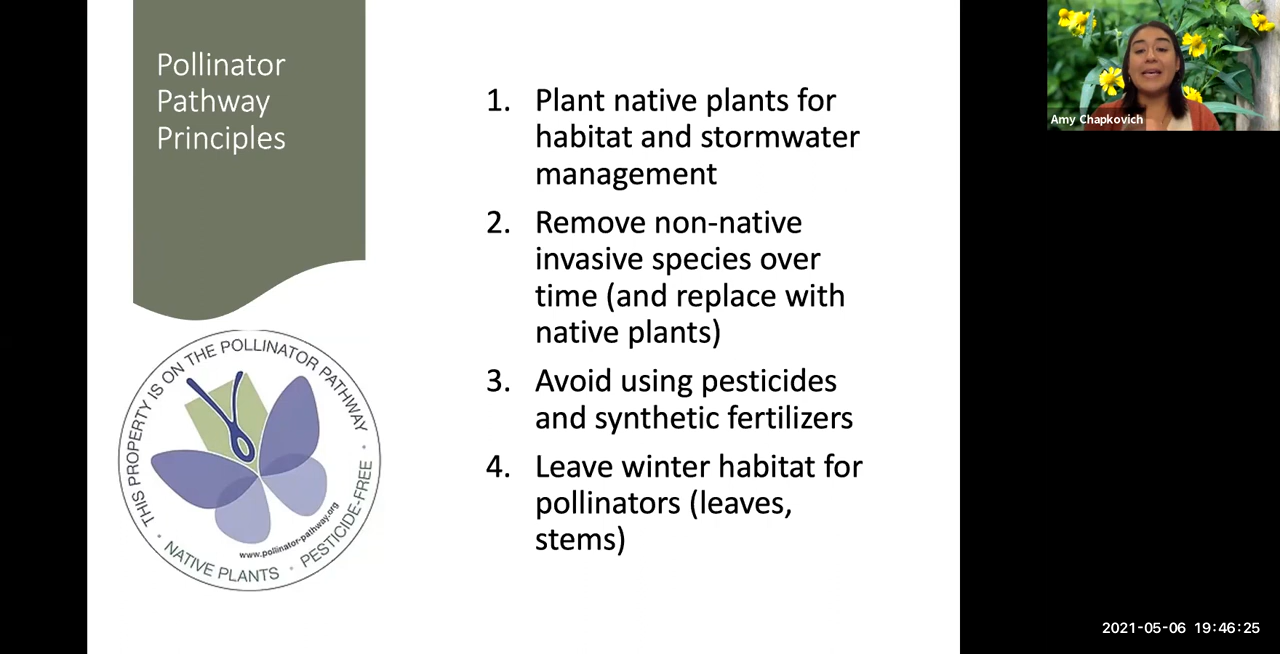 Pollinator
Pathway
Principles
1. Plant native plants for
habitat and stormwater
management
2. Remove non-native
invasive species over
time (and replace with
native plants)
3. Avoid using pesticides
and synthetic fertilizers
4. Leave winter habitat for
pollinators (leaves,
stems)
THIS PROPERTY IS ON THE POLLINATOR PATHWAY
• NATIVE PLANTS • PESTICIDE-FREE •
www.pollinator-pathway.org
Amy Chapkovich
2021-05-06 19:46:25